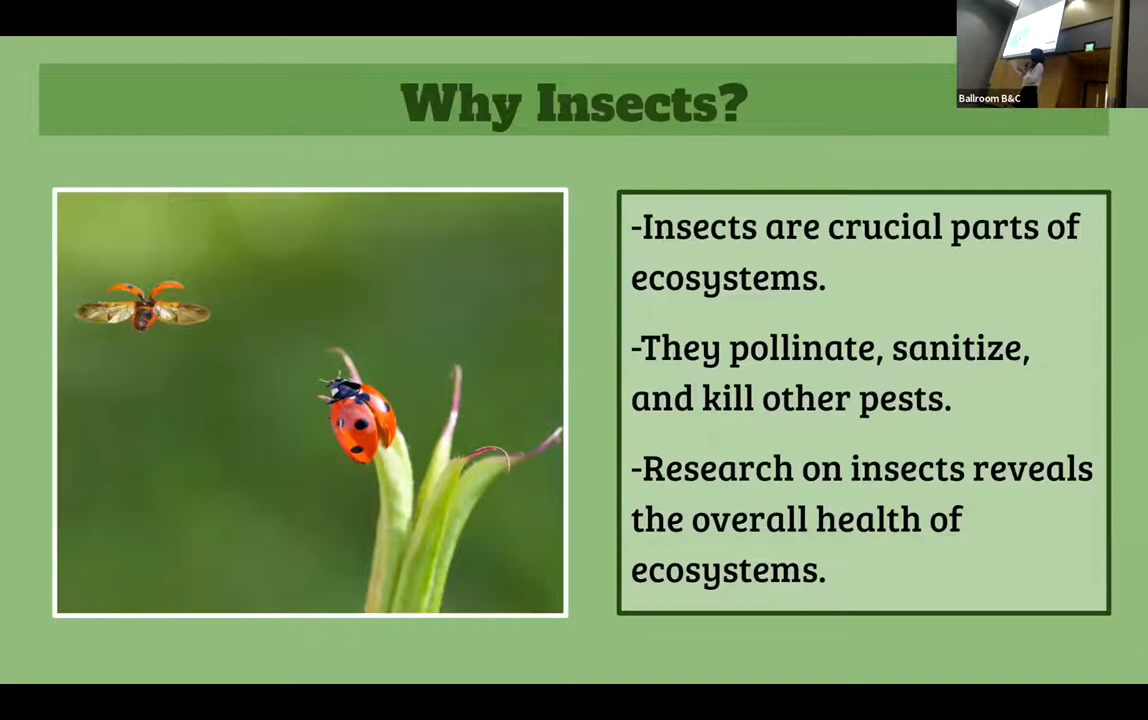 Why Insects?
Ballroom B&C
-Insects are crucial parts of
ecosystems.
-They pollinate, sanitize,
and kill other pests.
-Research on insects reveals
the overall health of
ecosystems.